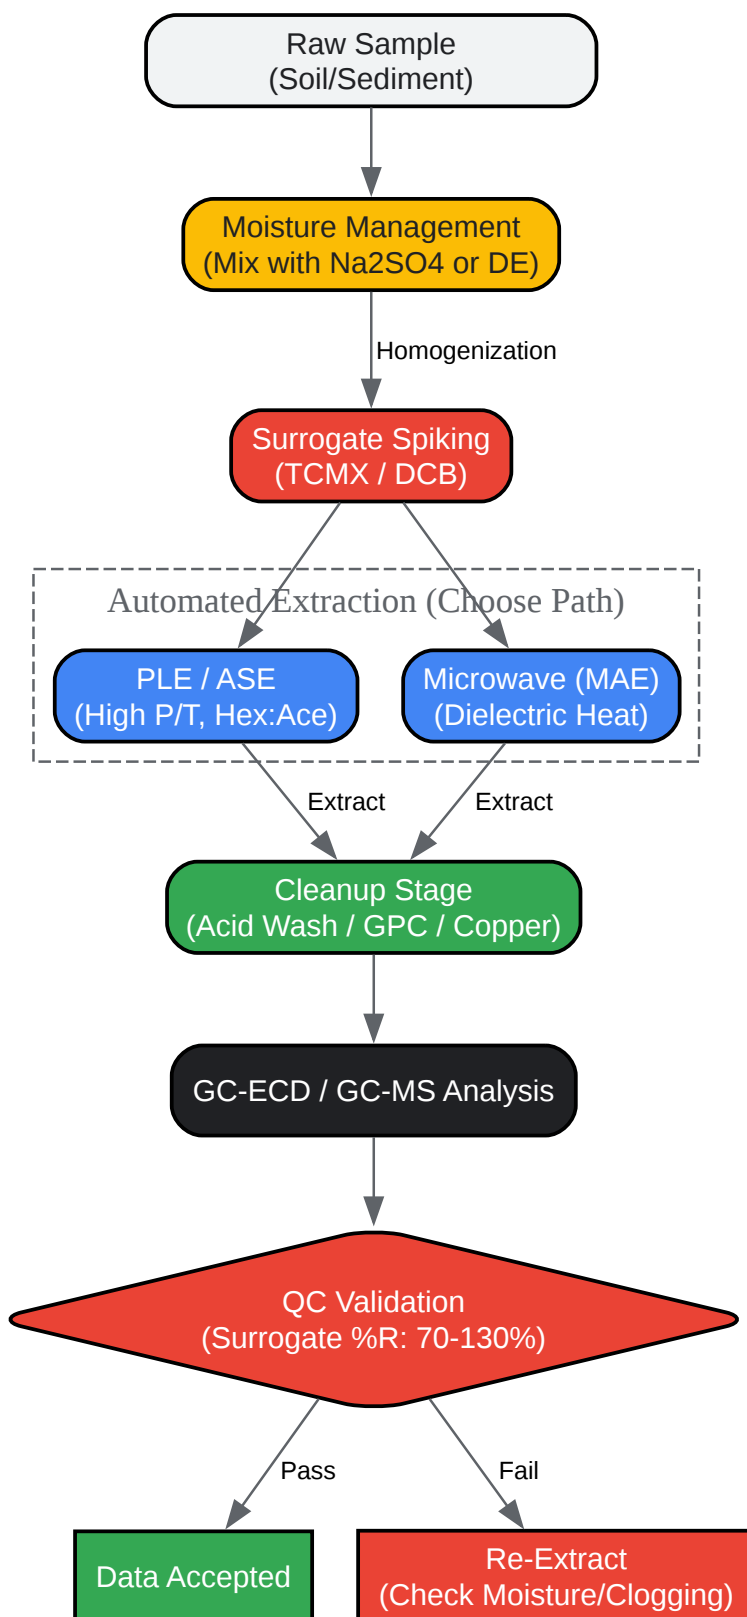 Raw Sample
(Soil/Sediment)
Moisture Management
(Mix with Na2SO4 or DE)
Homogenization
Surrogate Spiking
(TCMX / DCB)
Automated Extraction (Choose Path)
PLE / ASE
(High P/T, Hex:Ace)
Microwave (MAE)
(Dielectric Heat)
Extract
Extract
Cleanup Stage
(Acid Wash / GPC / Copper)
GC-ECD / GC-MS Analysis
QC Validation
(Surrogate %R: 70-130%)
Pass
Fail
Data Accepted
Re-Extract
(Check Moisture/Clogging)